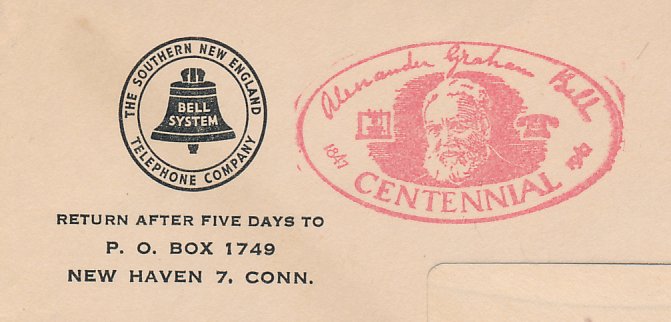 THE SOUTHERN NEW ENGLAND
BELL
SYSTEM
TELEPHONE COMPANY
RETURN AFTER FIVE DAYS TO
P. O. BOX 1749
NEW HAVEN 7, CONN.
Alexander Graham Bell
1847
1947
CENTENNIAL